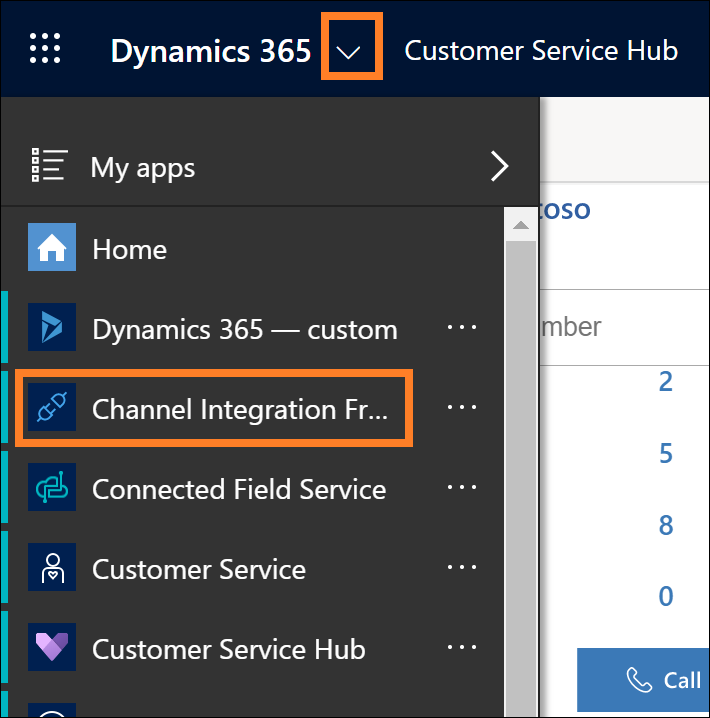 Dynamics 365 Customer Service Hub
My apps
Home
Dynamics 365 — custom
Channel Integration Fr...
Connected Field Service
Customer Service
Customer Service Hub
toso
mber
2
5
8
0
Call